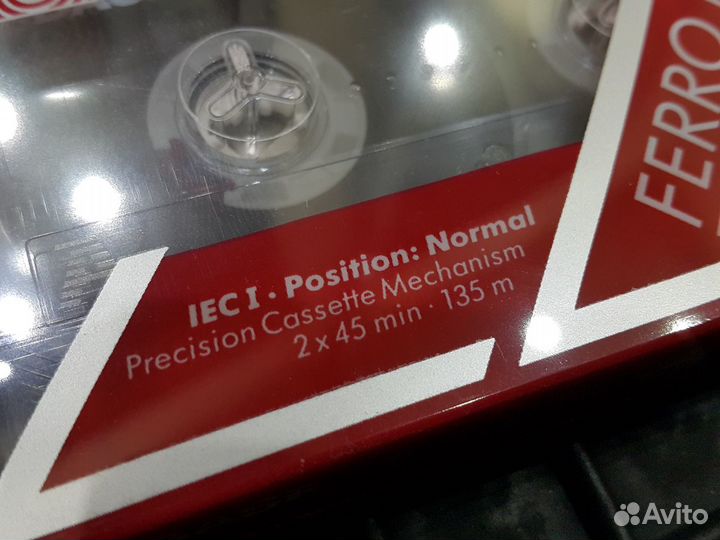 FERRO
IEC I · Position: Normal
Precision Cassette Mechanism
2 x 45 min · 135 m
Avito